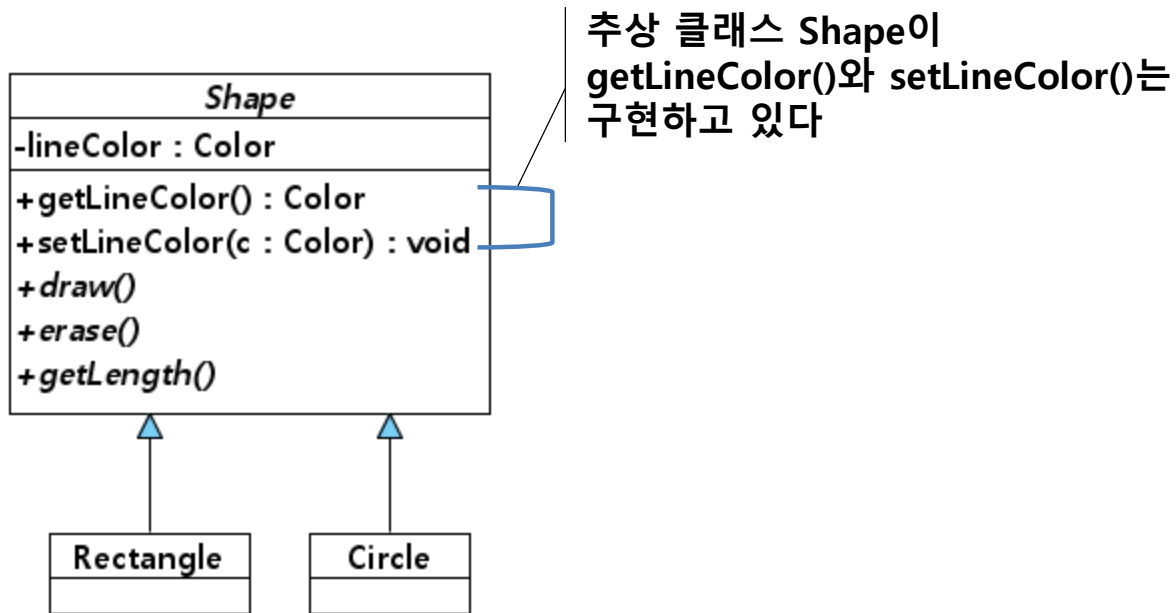 추상 클래스 Shape이
getLineColor()와 setLineColor()는
구현하고 있다
Shape
-lineColor : Color
+getLineColor() : Color
+setLineColor(c : Color) : void
+draw()
+erase()
+getLength()
Rectangle
Circle